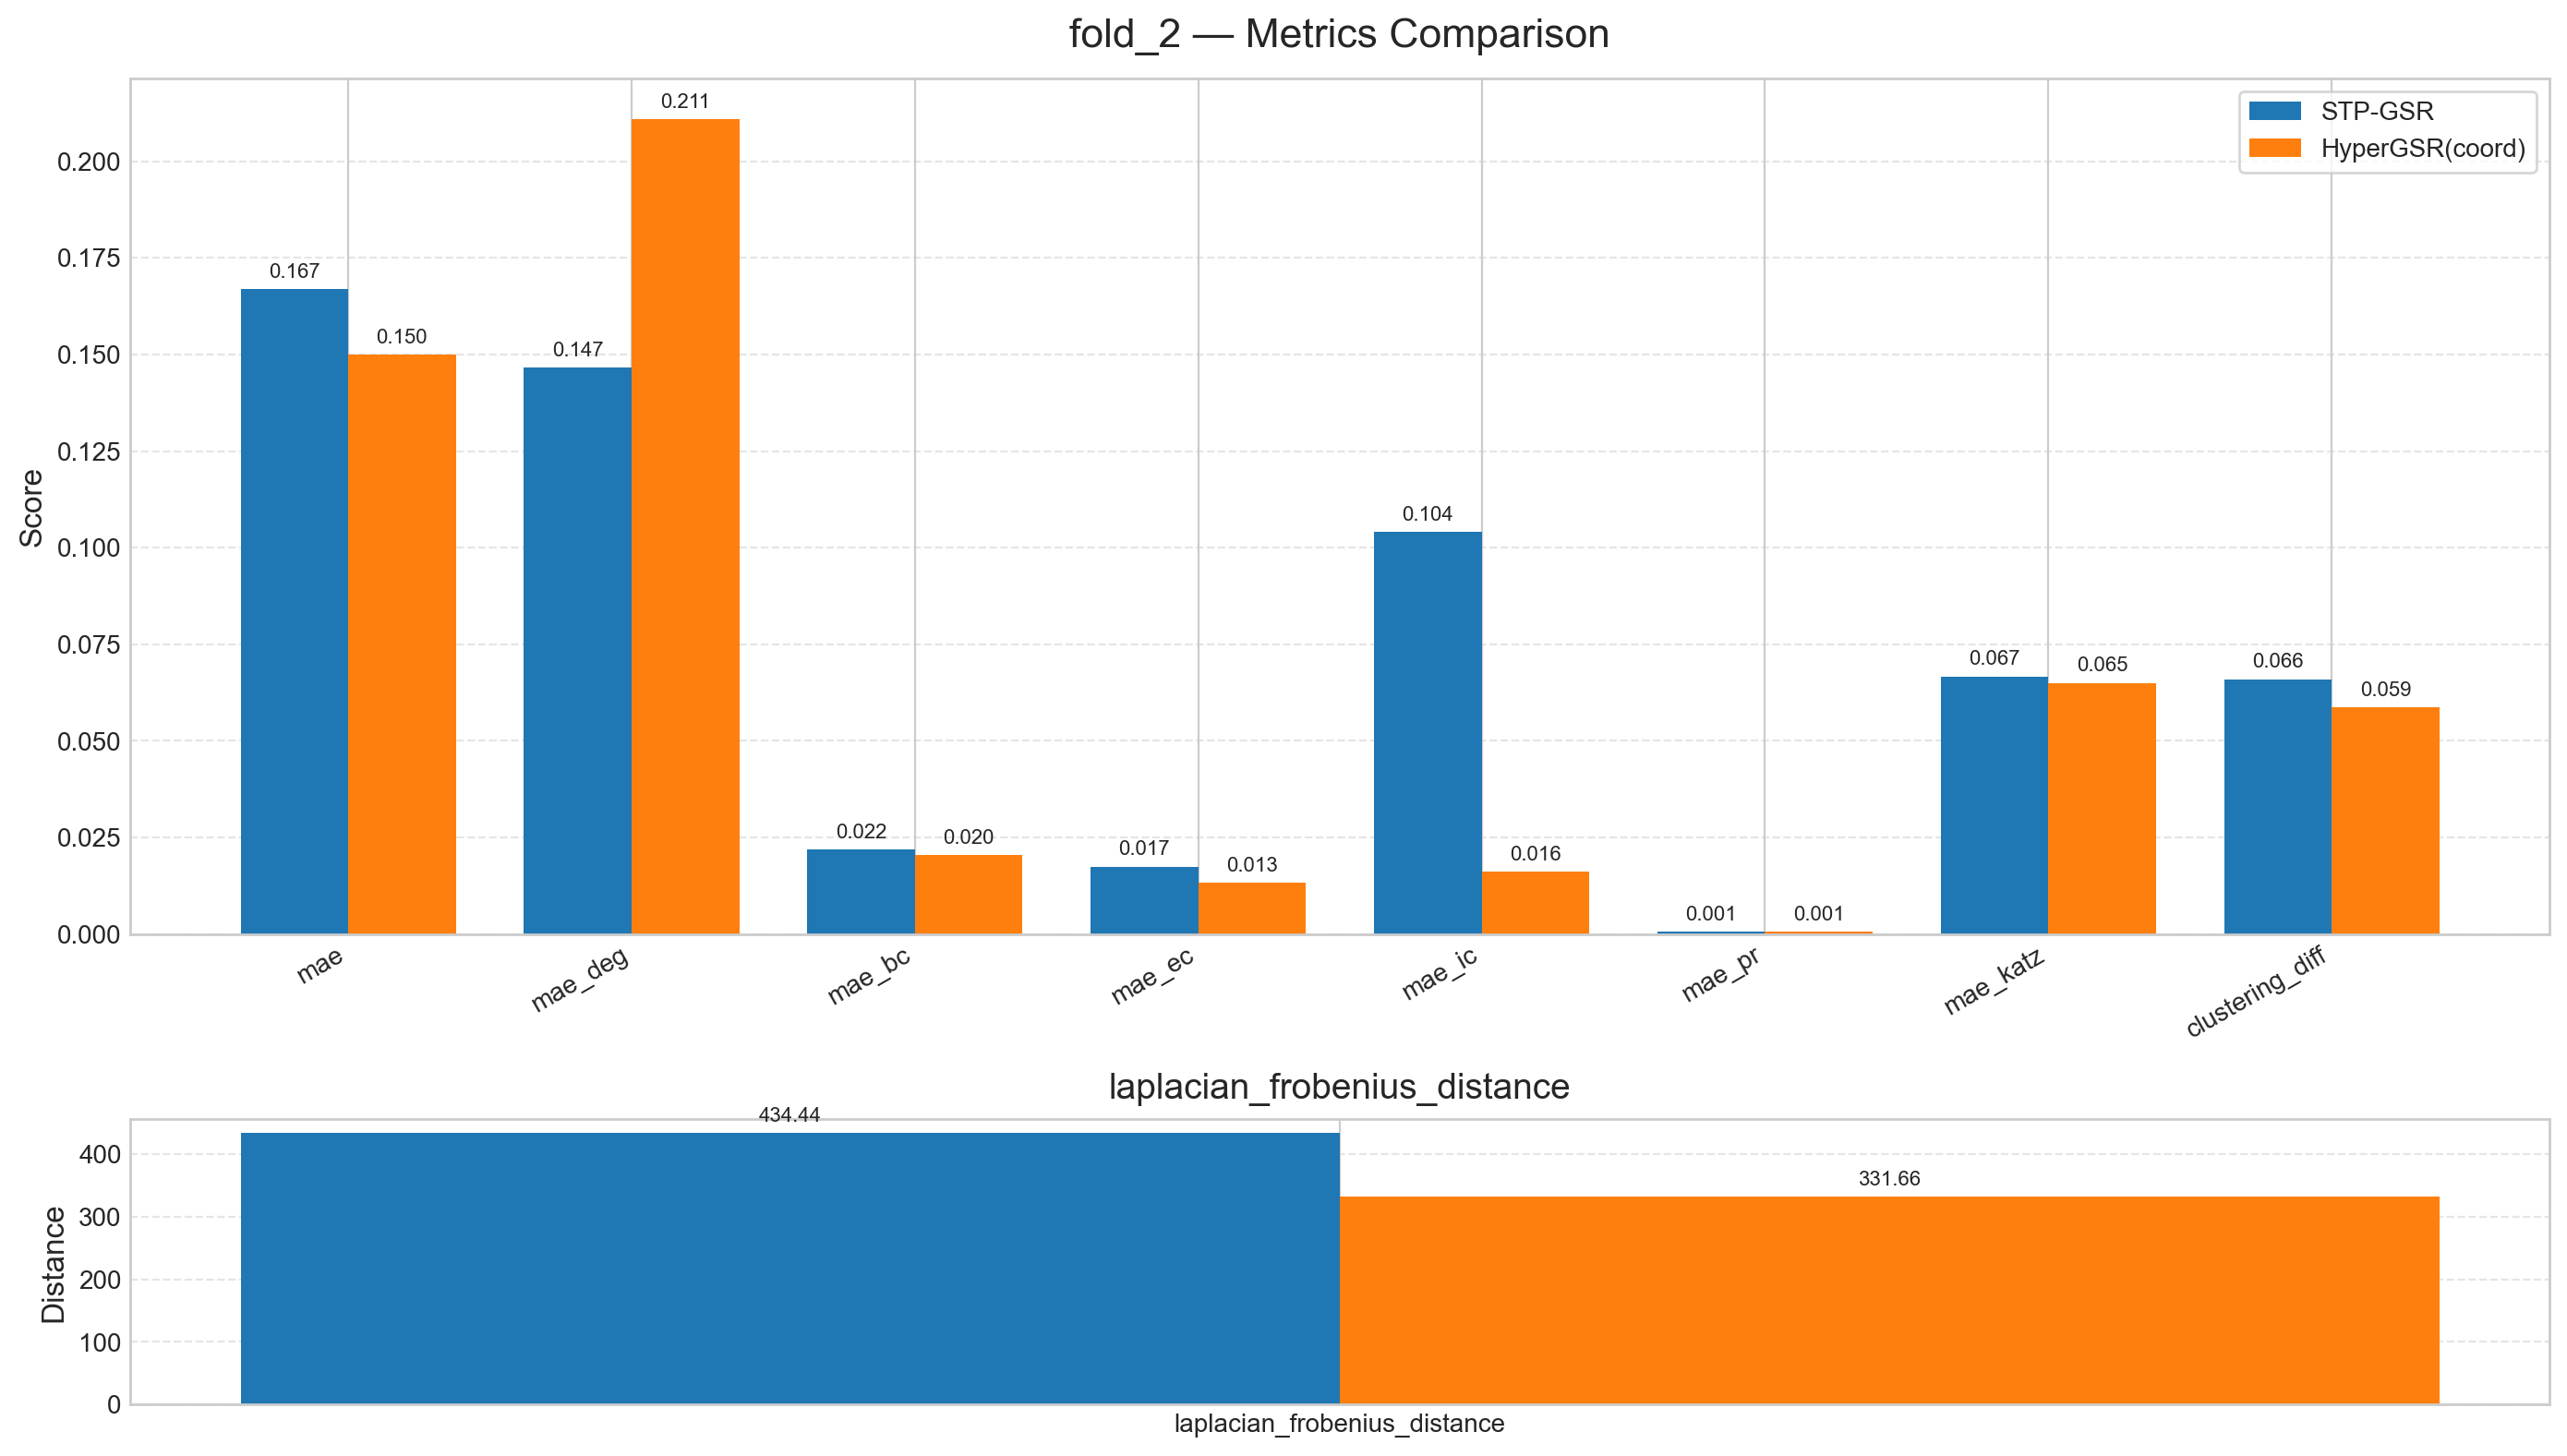 fold_2 — Metrics Comparison
STP-GSR
HyperGSR(coord)
Score
0.200
0.175
0.150
0.125
0.100
0.075
0.050
0.025
0.000
0.167
0.150
0.147
0.211
0.022
0.020
0.017
0.013
0.104
0.016
0.001
0.001
0.067
0.065
0.066
0.059
mae
mae_deg
mae_bc
mae_ec
mae_ic
mae_pr
mae_katz
clustering_diff
laplacian_frobenius_distance
Distance
400
300
200
100
0
434.44
331.66
laplacian_frobenius_distance